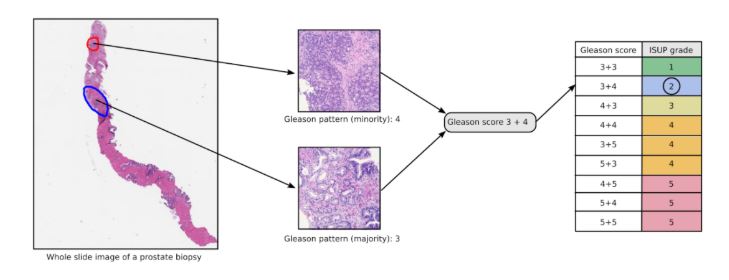 Whole slide image of a prostate biopsy
Gleason pattern (minority): 4
Gleason pattern (majority): 3
Gleason score 3 + 4
Gleason score ISUP grade
3+3 1
3+4 2
4+3 3
4+4 4
3+5 4
5+3 4
4+5 5
5+4 5
5+5 5